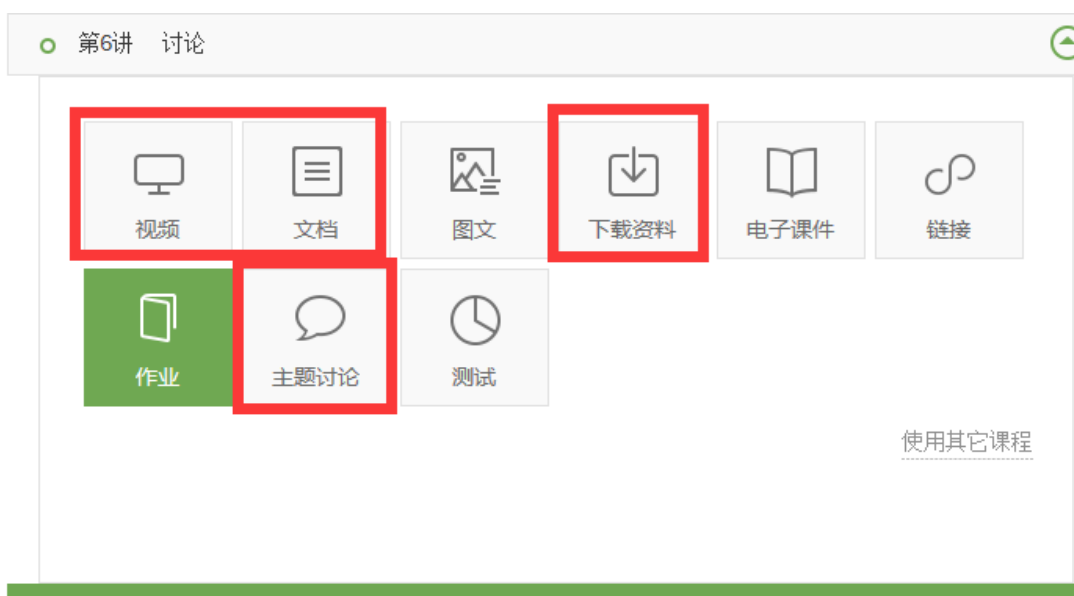 第6讲 讨论
视频 文档 图文 下载资料 电子课件 链接
作业 主题讨论 测试
使用其它课程